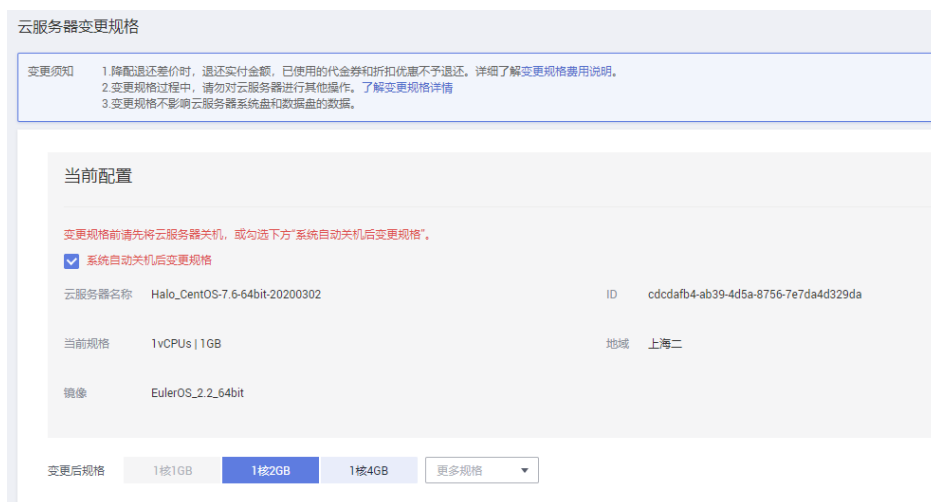 云服务器变更规格
变更须知 1.降配退还差价时，退还实付金额，已使用的代金券和折扣优惠不予退还。详细了解变更规格费用说明。
2.变更规格过程中，请勿对云服务器进行其他操作。了解变更规格详情
3.变更规格不影响云服务器系统盘和数据盘的数据。
当前配置
变更规格前请先将云服务器关机，或勾选下方“系统自动关机后变更规格”。
系统自动关机后变更规格
云服务器名称 Halo_CentOS-7.6-64bit-20200302 ID cdcdafb4-ab39-4d5a-8756-7e7da4d329da
当前规格 1vCPUs | 1GB 地域 上海二
镜像 EulerOS_2.2_64bit
变更后规格 1核1GB 1核2GB 1核4GB 更多规格